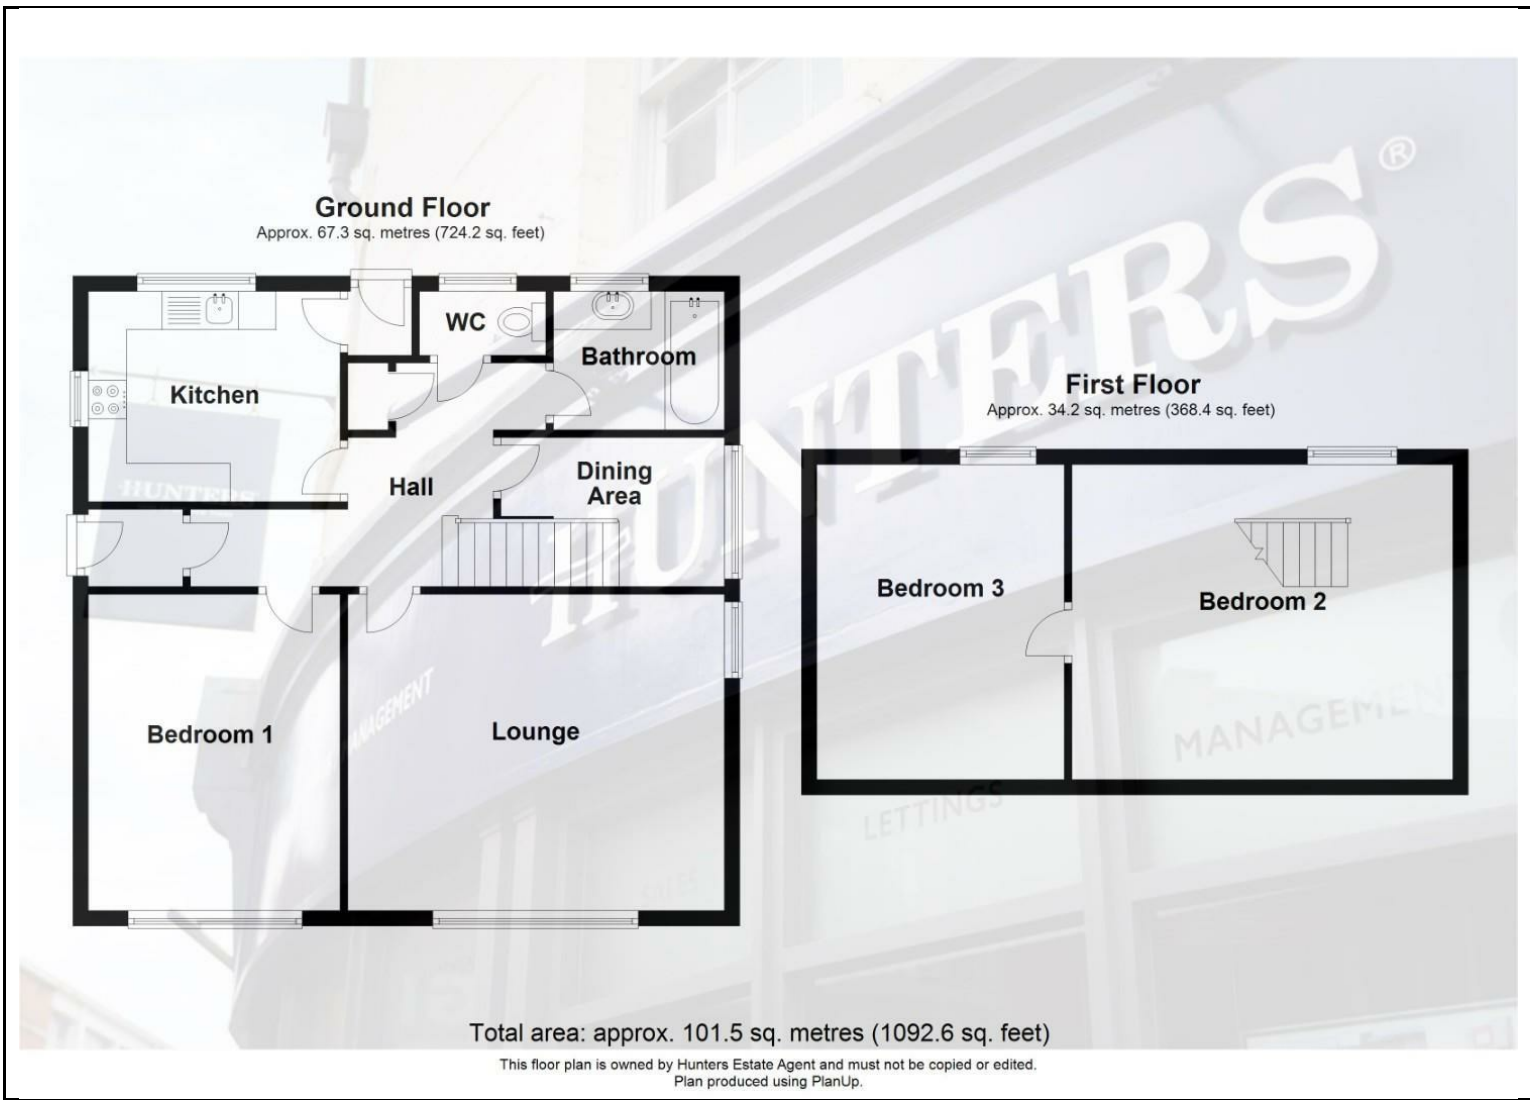 Ground Floor
Approx. 67.3 sq. metres (724.2 sq. feet)
WC
Bathroom
Kitchen
Dining
Area
Hall
Bedroom 1
Lounge
First Floor
Approx. 34.2 sq. metres (368.4 sq. feet)
Bedroom 3
Bedroom 2
HUNTERS®
HUNTERS
MANAGEMENT
MANAGEMENT
LETTINGS
SALES
Total area: approx. 101.5 sq. metres (1092.6 sq. feet)
This floor plan is owned by Hunters Estate Agent and must not be copied or edited.
Plan produced using PlanUp.